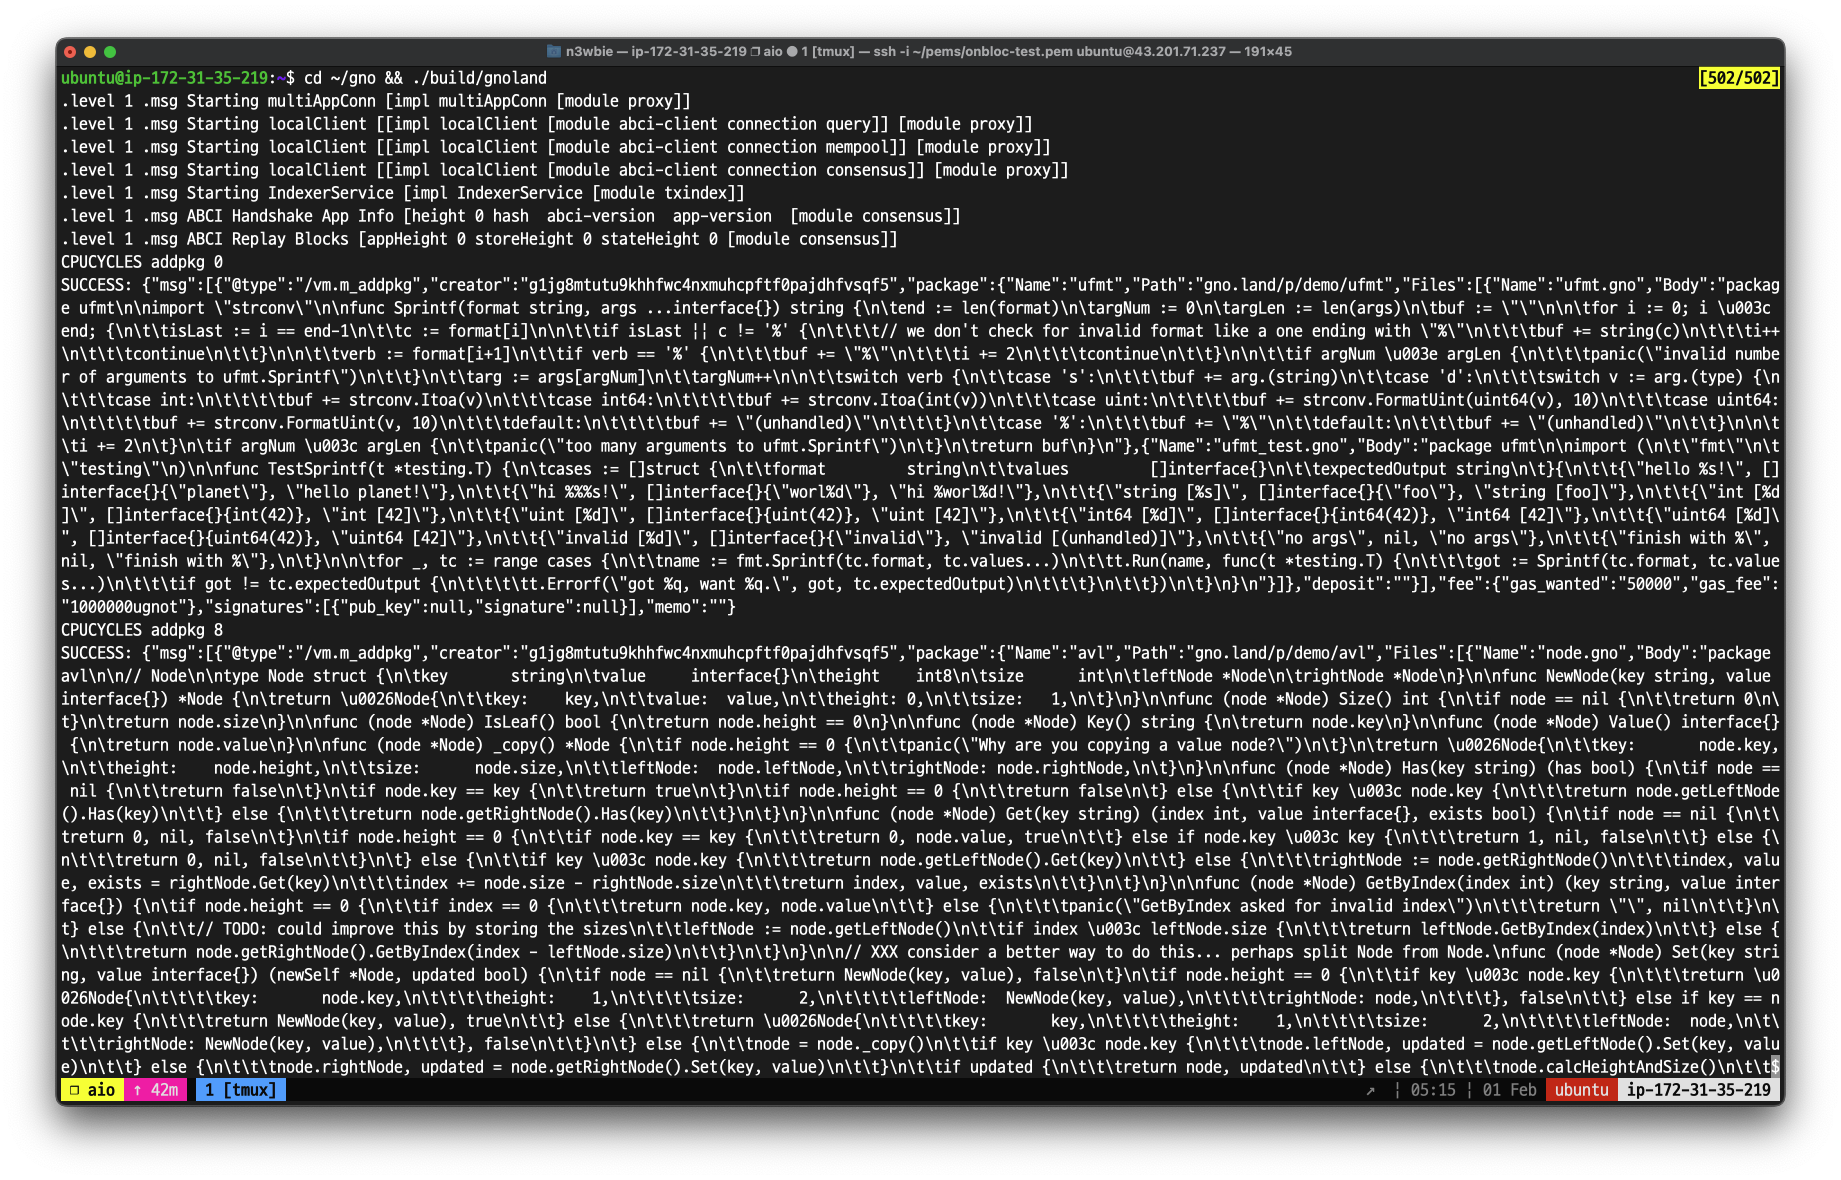 n3wbie — ip-172-31-35-219 ❐ aio ● 1 [tmux] — ssh -i ~/pems/onbloc-test.pem ubuntu@43.201.71.237 — 191×45
ubuntu@ip-172-31-35-219:~$ cd ~/gno && ./build/gnoland [502/502]
.level 1 .msg Starting multiAppConn [impl multiAppConn [module proxy]]
.level 1 .msg Starting localClient [[impl localClient [module abci-client connection query]] [module proxy]]
.level 1 .msg Starting localClient [[impl localClient [module abci-client connection mempool]] [module proxy]]
.level 1 .msg Starting localClient [[impl localClient [module abci-client connection consensus]] [module proxy]]
.level 1 .msg Starting IndexerService [impl IndexerService [module txindex]]
.level 1 .msg ABCI Handshake App Info [height 0 hash  abci-version  app-version  [module consensus]]
.level 1 .msg ABCI Replay Blocks [appHeight 0 storeHeight 0 stateHeight 0 [module consensus]]
CPUCYCLES addpkg 0
SUCCESS: {"msg":[{"@type":"/vm.m_addpkg","creator":"g1jg8mtutu9khhfwc4nxmuhcpftf0pajdhfvsqf5","package":{"Name":"ufmt","Path":"gno.land/p/demo/ufmt","Files":[{"Name":"ufmt.gno","Body":"packag
e ufmt\n\nimport \"strconv\"\n\nfunc Sprintf(format string, args ...interface{}) string {\n\tend := len(format)\n\targNum := 0\n\targLen := len(args)\n\tbuf := \"\"\n\n\tfor i := 0; i \u003c
end; {\n\t\tisLast := i == end-1\n\t\tc := format[i]\n\n\t\tif isLast || c != '%' {\n\t\t\t// we don't check for invalid format like a one ending with \"%\"\n\t\t\tbuf += string(c)\n\t\t\ti++
\n\t\t\tcontinue\n\t\t}\n\n\t\tverb := format[i+1]\n\t\tif verb == '%' {\n\t\t\tbuf += \"%\"\n\t\t\ti += 2\n\t\t\tcontinue\n\t\t}\n\n\t\tif argNum \u003e argLen {\n\t\t\tpanic(\"invalid numbe
r of arguments to ufmt.Sprintf\")\n\t\t}\n\t\targ := args[argNum]\n\t\targNum++\n\n\t\tswitch verb {\n\t\tcase 's':\n\t\t\tbuf += arg.(string)\n\t\tcase 'd':\n\t\t\tswitch v := arg.(type) {\n
\t\t\tcase int:\n\t\t\t\tbuf += strconv.Itoa(v)\n\t\t\tcase int64:\n\t\t\t\tbuf += strconv.Itoa(int(v))\n\t\t\tcase uint:\n\t\t\t\tbuf += strconv.FormatUint(uint64(v), 10)\n\t\t\tcase uint64:
\n\t\t\t\tbuf += strconv.FormatUint(v, 10)\n\t\t\tdefault:\n\t\t\t\tbuf += \"(unhandled)\"\n\t\t\t}\n\t\tcase '%':\n\t\t\tbuf += \"%\"\n\t\tdefault:\n\t\t\tbuf += \"(unhandled)\"\n\t\t}\n\n\t
\ti += 2\n\t}\n\tif argNum \u003c argLen {\n\t\tpanic(\"too many arguments to ufmt.Sprintf\")\n\t}\n\treturn buf\n}\n"},{"Name":"ufmt_test.gno","Body":"package ufmt\n\nimport (\n\t\"fmt\"\n\t
\"testing\"\n)\n\nfunc TestSprintf(t *testing.T) {\n\tcases := []struct {\n\t\tformat         string\n\t\tvalues         []interface{}\n\t\texpectedOutput string\n\t}{\n\t\t{\"hello %s!\", []
interface{}{\"planet\"}, \"hello planet!\"},\n\t\t{\"hi %%%s!\", []interface{}{\"worl%d\"}, \"hi %worl%d!\"},\n\t\t{\"string [%s]\", []interface{}{\"foo\"}, \"string [foo]\"},\n\t\t{\"int [%d
]\", []interface{}{int(42)}, \"int [42]\"},\n\t\t{\"uint [%d]\", []interface{}{uint(42)}, \"uint [42]\"},\n\t\t{\"int64 [%d]\", []interface{}{int64(42)}, \"int64 [42]\"},\n\t\t{\"uint64 [%d]\
", []interface{}{uint64(42)}, \"uint64 [42]\"},\n\t\t{\"invalid [%d]\", []interface{}{\"invalid\"}, \"invalid [(unhandled)]\"},\n\t\t{\"no args\", nil, \"no args\"},\n\t\t{\"finish with %\",
nil, \"finish with %\"},\n\t}\n\n\tfor _, tc := range cases {\n\t\tname := fmt.Sprintf(tc.format, tc.values...)\n\t\tt.Run(name, func(t *testing.T) {\n\t\t\tgot := Sprintf(tc.format, tc.value
s...)\n\t\t\tif got != tc.expectedOutput {\n\t\t\t\tt.Errorf(\"got %q, want %q.\", got, tc.expectedOutput)\n\t\t\t}\n\t\t})\n\t}\n}\n"}]},"deposit":""}],"fee":{"gas_wanted":"50000","gas_fee":
"1000000ugnot"},"signatures":[{"pub_key":null,"signature":null}],"memo":""}
CPUCYCLES addpkg 8
SUCCESS: {"msg":[{"@type":"/vm.m_addpkg","creator":"g1jg8mtutu9khhfwc4nxmuhcpftf0pajdhfvsqf5","package":{"Name":"avl","Path":"gno.land/p/demo/avl","Files":[{"Name":"node.gno","Body":"package
avl\n\n// Node\n\ntype Node struct {\n\tkey       string\n\tvalue     interface{}\n\theight    int8\n\tsize      int\n\tleftNode *Node\n\trightNode *Node\n}\n\nfunc NewNode(key string, value
interface{}) *Node {\n\treturn \u0026Node{\n\t\tkey:    key,\n\t\tvalue:  value,\n\t\theight: 0,\n\t\tsize:   1,\n\t}\n}\n\nfunc (node *Node) Size() int {\n\tif node == nil {\n\t\treturn 0\n\
t}\n\treturn node.size\n}\n\nfunc (node *Node) IsLeaf() bool {\n\treturn node.height == 0\n}\n\nfunc (node *Node) Key() string {\n\treturn node.key\n}\n\nfunc (node *Node) Value() interface{}
 {\n\treturn node.value\n}\n\nfunc (node *Node) _copy() *Node {\n\tif node.height == 0 {\n\t\tpanic(\"Why are you copying a value node?\")\n\t}\n\treturn \u0026Node{\n\t\tkey:       node.key,
\n\t\theight:    node.height,\n\t\tsize:      node.size,\n\t\tleftNode:  node.leftNode,\n\t\trightNode: node.rightNode,\n\t}\n}\n\nfunc (node *Node) Has(key string) (has bool) {\n\tif node ==
 nil {\n\t\treturn false\n\t}\n\tif node.key == key {\n\t\treturn true\n\t}\n\tif node.height == 0 {\n\t\treturn false\n\t} else {\n\t\tif key \u003c node.key {\n\t\t\treturn node.getLeftNode
().Has(key)\n\t\t} else {\n\t\t\treturn node.getRightNode().Has(key)\n\t\t}\n\t}\n}\n\nfunc (node *Node) Get(key string) (index int, value interface{}, exists bool) {\n\tif node == nil {\n\t\
treturn 0, nil, false\n\t}\n\tif node.height == 0 {\n\t\tif node.key == key {\n\t\t\treturn 0, node.value, true\n\t\t} else if node.key \u003c key {\n\t\t\treturn 1, nil, false\n\t\t} else {\
n\t\t\treturn 0, nil, false\n\t\t}\n\t} else {\n\t\tif key \u003c node.key {\n\t\t\treturn node.getLeftNode().Get(key)\n\t\t} else {\n\t\t\trightNode := node.getRightNode()\n\t\t\tindex, valu
e, exists = rightNode.Get(key)\n\t\t\tindex += node.size - rightNode.size\n\t\t\treturn index, value, exists\n\t\t}\n\t}\n}\n\nfunc (node *Node) GetByIndex(index int) (key string, value inter
face{}) {\n\tif node.height == 0 {\n\t\tif index == 0 {\n\t\t\treturn node.key, node.value\n\t\t} else {\n\t\t\tpanic(\"GetByIndex asked for invalid index\")\n\t\t\treturn \"\", nil\n\t\t}\n\
t} else {\n\t\t// TODO: could improve this by storing the sizes\n\t\tleftNode := node.getLeftNode()\n\t\tif index \u003c leftNode.size {\n\t\t\treturn leftNode.GetByIndex(index)\n\t\t} else {
\n\t\t\treturn node.getRightNode().GetByIndex(index - leftNode.size)\n\t\t}\n\t}\n}\n\n// XXX consider a better way to do this... perhaps split Node from Node.\nfunc (node *Node) Set(key stri
ng, value interface{}) (newSelf *Node, updated bool) {\n\tif node == nil {\n\t\treturn NewNode(key, value), false\n\t}\n\tif node.height == 0 {\n\t\tif key \u003c node.key {\n\t\t\treturn \u0
026Node{\n\t\t\t\tkey:       node.key,\n\t\t\t\theight:    1,\n\t\t\t\tsize:      2,\n\t\t\t\tleftNode:  NewNode(key, value),\n\t\t\t\trightNode: node,\n\t\t\t}, false\n\t\t} else if key == n
ode.key {\n\t\t\treturn NewNode(key, value), true\n\t\t} else {\n\t\t\treturn \u0026Node{\n\t\t\t\tkey:       key,\n\t\t\t\theight:    1,\n\t\t\t\tsize:      2,\n\t\t\t\tleftNode:  node,\n\t\
t\t\trightNode: NewNode(key, value),\n\t\t\t}, false\n\t\t}\n\t} else {\n\t\tnode = node._copy()\n\t\tif key \u003c node.key {\n\t\t\tnode.leftNode, updated = node.getLeftNode().Set(key, valu
e)\n\t\t} else {\n\t\t\tnode.rightNode, updated = node.getRightNode().Set(key, value)\n\t\t}\n\t\tif updated {\n\t\t\treturn node, updated\n\t\t} else {\n\t\t\tnode.calcHeightAndSize()\n\t\t$
❐ aio ↑ 42m 1 [tmux] ↗ ¦ 05:15 ¦ 01 Feb ubuntu ip-172-31-35-219